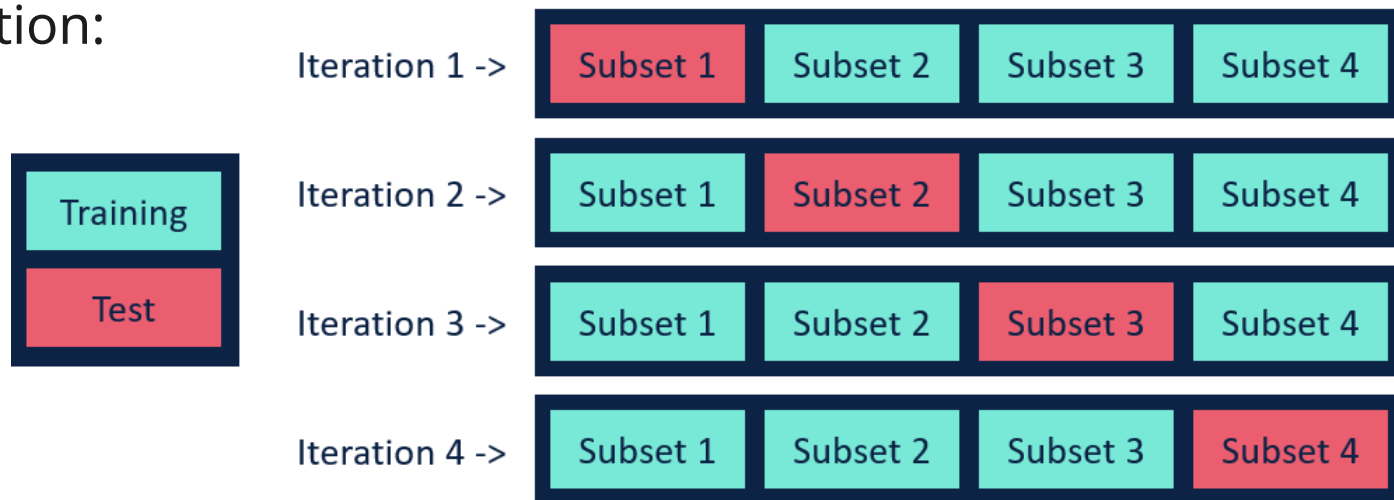 tion:
Iteration 1 -> Subset 1 Subset 2 Subset 3 Subset 4
Iteration 2 -> Subset 1 Subset 2 Subset 3 Subset 4
Training
Test
Iteration 3 -> Subset 1 Subset 2 Subset 3 Subset 4
Iteration 4 -> Subset 1 Subset 2 Subset 3 Subset 4